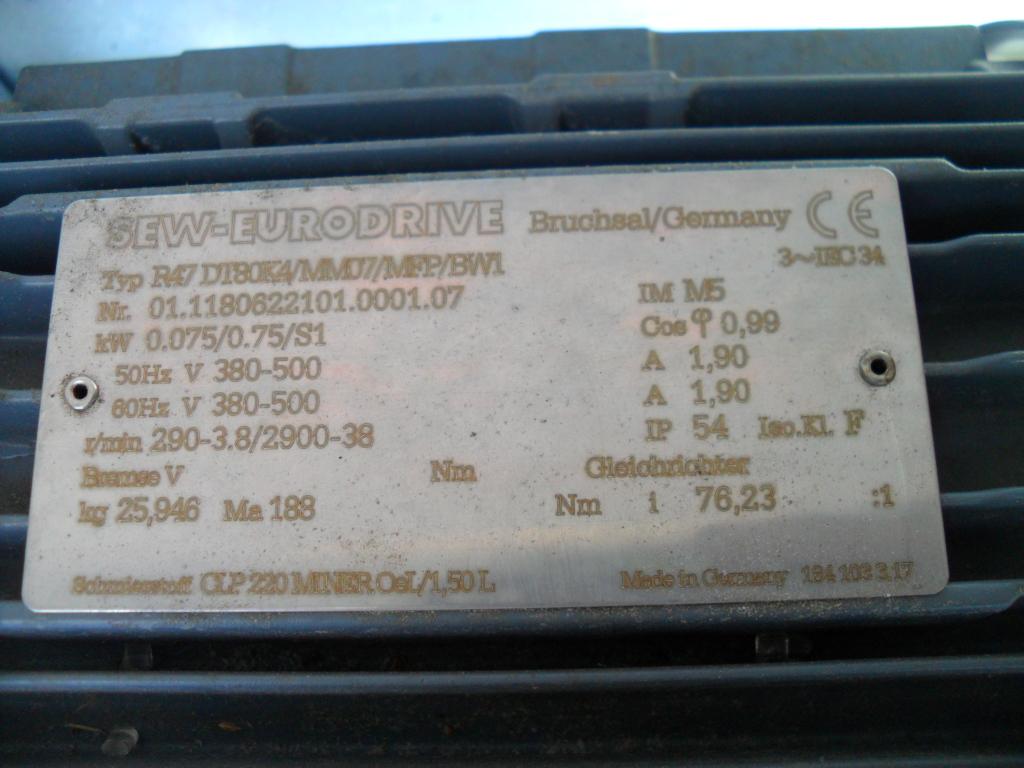 SEW-EURODRIVE Bruchsal/Germany CE
3~IEC 34
Typ R47 DT80K4/MM07/MFP/BW1
Nr. 01.1180622101.0001.07 IM M5
kW 0.075/0.75/S1 Cos φ 0,99
50Hz V 380-500 A 1,90
60Hz V 380-500 A 1,90
r/min 290-3.8/2900-38 IP 54 Iso.Kl. F
Bremse V Nm Gleichrichter
kg 25,946 Ma 188 Nm i 76,23 :1
Schmierstoff CLP 220 MINER.OeL/1,50 L Made in Germany 184 103 3.17